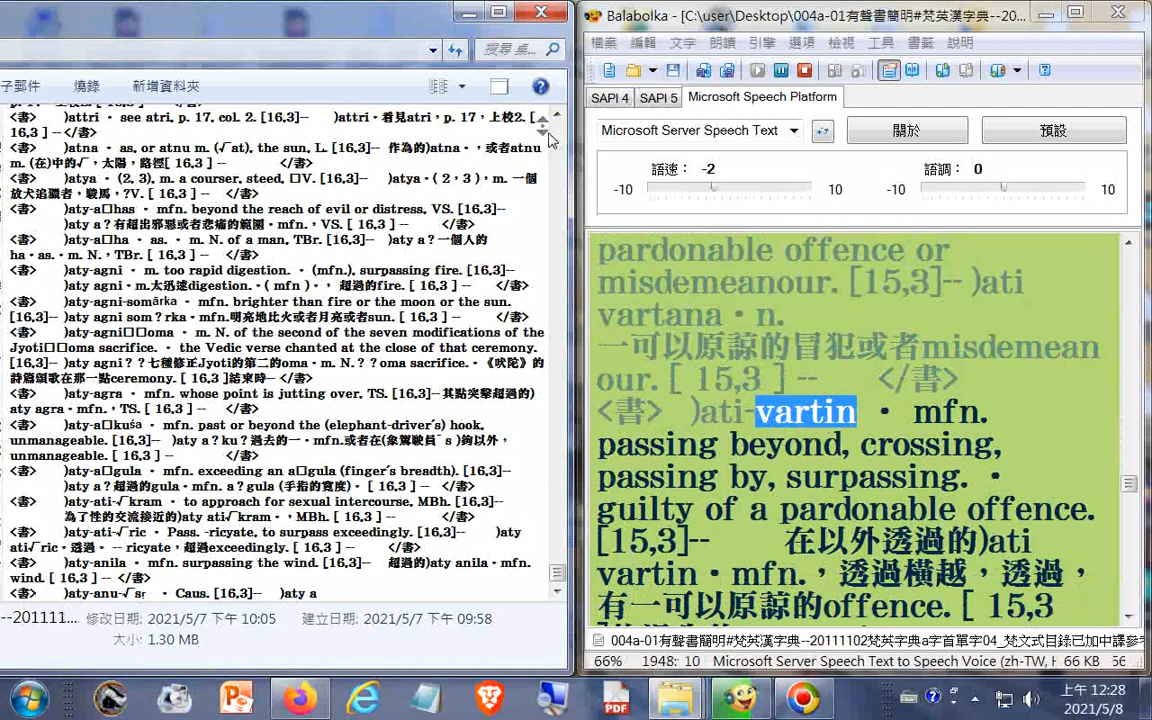 搜尋 桌...
子郵件 燒錄 新增資料夾
<書> )attri • see atri, p. 17, col. 2. [16.3]-- )attri • 看見atri，p. 17，上校2. [
16,3 ] --</書>
<書> )atna • as, or atnu m. (√at), the sun, L. [16.3]-- 作為的)atna •，或者atnu
m. (在)中的√，太陽，路徑[ 16.3 ] </書>
<書> )atya • (2, 3), m. a courser, steed, □V. [16.3]-- )atya •（2，3），m. 一個
放犬追獵者，駿馬，?V. [ 16.3 ] --</書>
<書> )aty-a□has • mfn. beyond the reach of evil or distress, VS. [16.3]--
)aty a？有超出邪惡或者悲痛的範圍 • mfn.，VS. [ 16.3 ] </書>
<書> )aty-a□ha • as. • m. N. of a man, TBr. [16.3]-- )aty a？一個人的
ha • as. • m. N，TBr. [ 16.3 ] </書>
<書> )aty-agni • m. too rapid digestion. • (mfn.), surpassing fire. [16.3]--
)aty agni • m.太迅速digestion. •（mfn ）.， 超過的fire. [ 16.3 ] --</書>
<書> )aty-agni-somārka • mfn. brighter than fire or the moon or the sun.
[16,3]--)aty agni som？rka • mfn.明亮地比火或者月亮或者sun. [ 16.3 ] --</書>
<書> )aty-agni□□oma • m. N. of the second of the seven modifications of the
Jyoti□□oma sacrifice. • the Vedic verse chanted at the close of that ceremony.
[16,3]--)aty agni？？七種修正Jyoti的第二的oma • m. N.？？oma sacrifice. •《吠陀》的
詩篇頌歌在那一點ceremony. [ 16.3 ]結束時--</書>
<書> )aty-agra • mfn. whose point is jutting over, TS. [16.3]--其點突擊超過的)
aty agra • mfn.，TS. [ 16.3 ] --</書>
<書> )aty-a□kuśa • mfn. past or beyond the (elephant-driver's) hook,
unmanageable. [16.3]-- )aty a？ku？過去的一 • mfn.或者在(象駕駛員~s )夠以外，
unmanageable. [ 16.3 ] --</書>
<書> )aty-a□gula • mfn. exceeding an a□gula (finger's breadth). [16.3]--
)aty a？超過的gula • mfn. a？gula (手指的寬度). [ 16.3 ] --</書>
<書> )aty-ati-√kram • to approach for sexual intercourse, MBh. [16.3]--
為了性的交流接近的)aty ati√kram •，MBh. [ 16.3 ] --</書>
<書> )aty-ati-√ric • Pass. -ricyate, to surpass exceedingly. [16.3]-- )aty
ati√ric • 透過 • -- ricyate，超過exceedingly. [ 16.3 ] </書>
<書> )aty-anila • mfn. surpassing the wind. [16.3]-- 超過的)aty anila • mfn.
wind. [ 16.3 ] --</書>
<書> )aty-anu-√sṛ • Caus. [16.3]-- )aty a
--201111... 修改日期: 2021/5/7 下午 10:05 建立日期: 2021/5/7 下午 09:58
大小: 1.30 MB
Balabolka - [C:\user\Desktop\004a-01有聲書簡明#梵英漢字典--20...
檔案 編輯 文字 朗讀 引擎 選項 檢視 工具 書籤 說明
SAPI 4 SAPI 5 Microsoft Speech Platform
Microsoft Server Speech Text 關於 預設
語速: -2 語調: 0
-10 10 -10 10
pardonable offence or
misdemeanour. [15,3]-- )ati
vartana • n.
一可以原諒的冒犯或者misdemean
our. [ 15,3 ] -- </書>
<書> )ati-vartin • mfn.
passing beyond, crossing,
passing by, surpassing. •
guilty of a pardonable offence.
[15,3]-- 在以外透過的)ati
vartin • mfn.，透過橫越，透過，
有一可以原諒的offence. [ 15,3
004a-01有聲書簡明#梵英漢字典--20111102梵英字典a字首單字04_梵文式目錄已加中譯參考
66% 1948: 10 Microsoft Server Speech Text to Speech Voice (zh-TW, H 66 KB 56
PDF
上午 12:28
2021/5/8